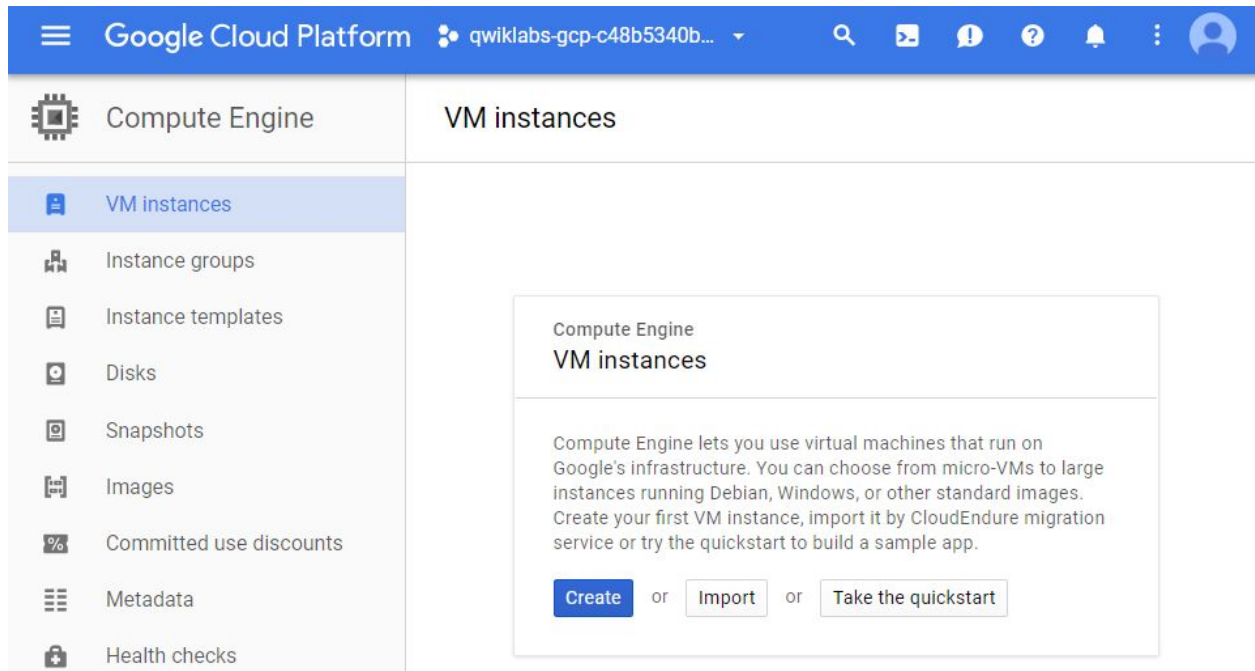 Google Cloud Platform qwiklabs-gcp-c48b5340b...
Compute Engine
VM instances
VM instances
Instance groups
Instance templates
Disks
Snapshots
Images
Committed use discounts
Metadata
Health checks
Compute Engine
VM instances
Compute Engine lets you use virtual machines that run on
Google's infrastructure. You can choose from micro-VMs to large
instances running Debian, Windows, or other standard images.
Create your first VM instance, import it by CloudEndure migration
service or try the quickstart to build a sample app.
Create or Import or Take the quickstart